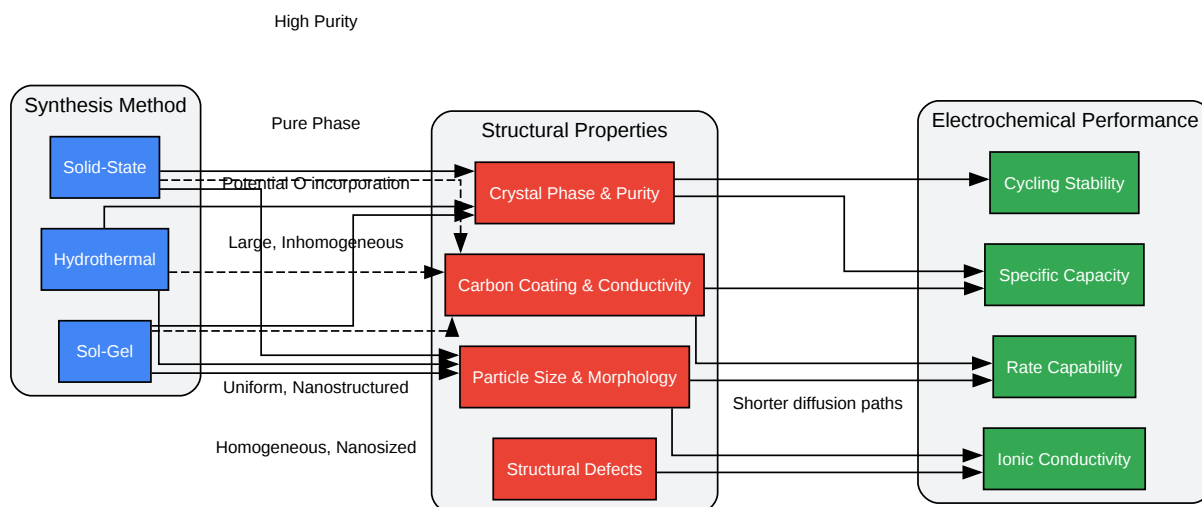 High Purity
Synthesis Method
Solid-State
Hydrothermal
Sol-Gel
Pure Phase
Potential O incorporation
Large, Inhomogeneous
Uniform, Nanostructured
Homogeneous, Nanosized
Structural Properties
Crystal Phase & Purity
Carbon Coating & Conductivity
Particle Size & Morphology
Structural Defects
Shorter diffusion paths
Electrochemical Performance
Cycling Stability
Specific Capacity
Rate Capability
Ionic Conductivity